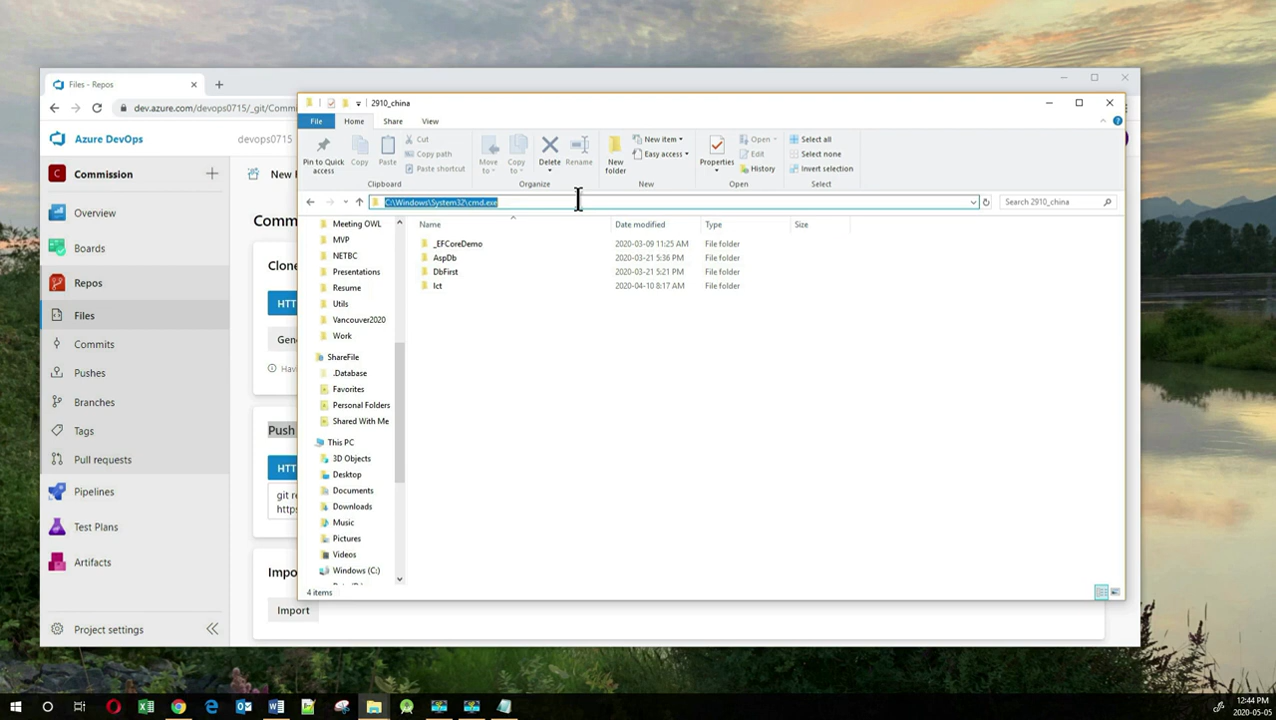 Files - Repos
dev.azure.com/devops0715/_git/Comm
Azure DevOps
devops0715
C
Commission
Overview
Boards
Repos
Files
Commits
Pushes
Branches
Tags
Pull requests
Pipelines
Test Plans
Artifacts
Project settings
Comm
Clone
HTT
Gene
Push
HTT
git re
https:
Impo
Import
2910_china
File
Home
Share
View
Pin to Quick access
Copy
Paste
Cut
Copy path
Paste shortcut
Clipboard
Move to
Copy to
Delete
Rename
Organize
New folder
New item
Easy access
New
Properties
Open
Edit
History
Open
Select all
Select none
Invert selection
Select
C:\Windows\System32\cmd.exe
Search 2910_china
Meeting OWL
MVP
NETBC
Presentations
Resume
Utils
Vancouver2020
Work
ShareFile
.Database
Favorites
Personal Folders
Shared With Me
This PC
3D Objects
Desktop
Documents
Downloads
Music
Pictures
Videos
Windows (C:)
Name Date modified Type Size
_EFCoreDemo 2020-03-09 11:25 AM File folder
AspDb 2020-03-21 5:36 PM File folder
DbFirst 2020-03-21 5:21 PM File folder
Ict 2020-04-10 8:17 AM File folder
4 items
12:44 PM
2020-05-05